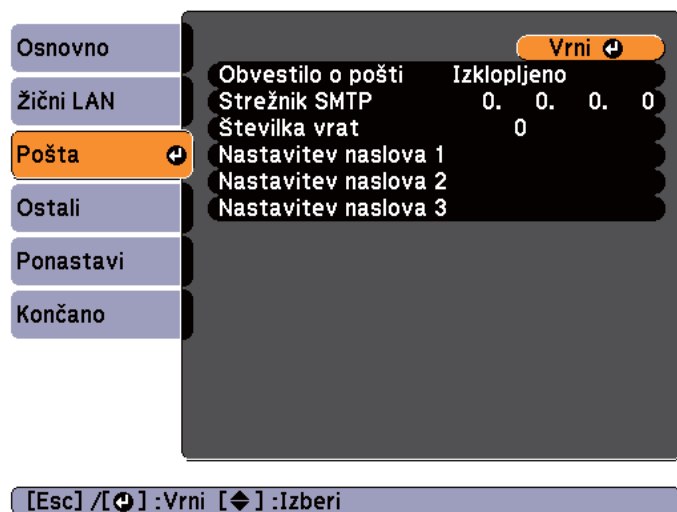 Osnovno
Žični LAN
Pošta
Ostali
Ponastavi
Končano
Vrni
Obvestilo o pošti Izklopljeno
Strežnik SMTP 0. 0. 0. 0
Številka vrat 0
Nastavitev naslova 1
Nastavitev naslova 2
Nastavitev naslova 3
[Esc] /[⏎] :Vrni [◆] :Izberi